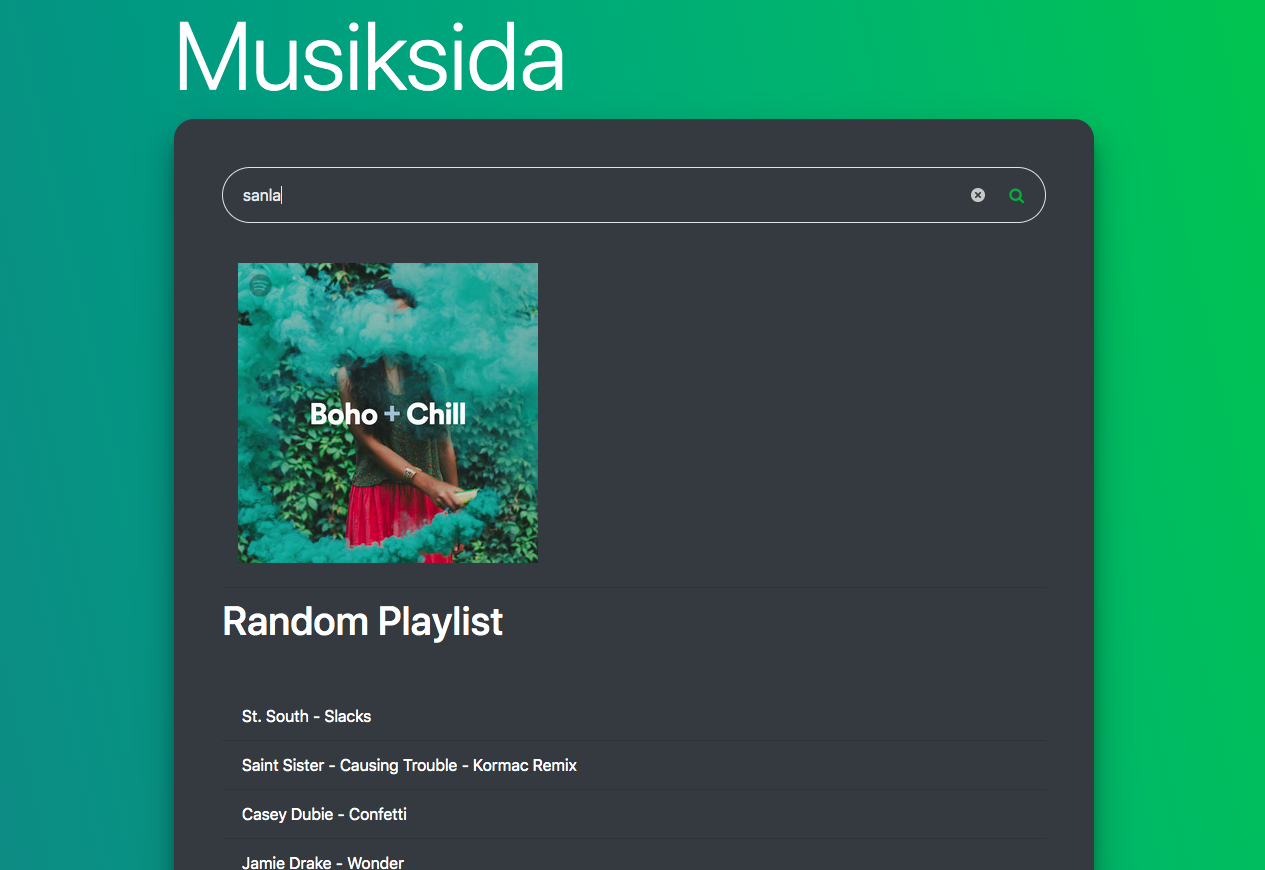 Musiksida
sanla
Boho + Chill
Random Playlist
St. South - Slacks
Saint Sister - Causing Trouble - Kormac Remix
Casey Dubie - Confetti
Jamie Drake - Wonder